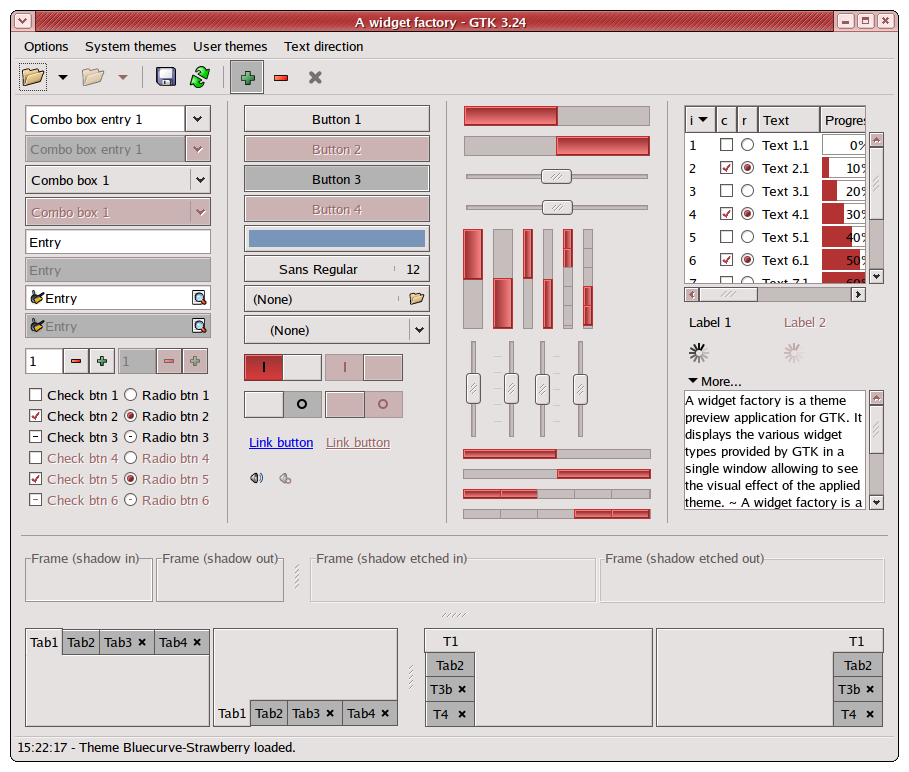 A widget factory - GTK 3.24
Options System themes User themes Text direction
Combo box entry 1
Combo box entry 1
Combo box 1
Combo box 1
Entry
Entry
Entry
Entry
1 1
Check btn 1 Radio btn 1
Check btn 2 Radio btn 2
Check btn 3 Radio btn 3
Check btn 4 Radio btn 4
Check btn 5 Radio btn 5
Check btn 6 Radio btn 6
Button 1
Button 2
Button 3
Button 4
Sans Regular 12
(None)
(None)
Link button Link button
i c r Text Progres
1 Text 1.1 0%
2 Text 2.1 10%
3 Text 3.1 20%
4 Text 4.1 30%
5 Text 5.1 40%
6 Text 6.1 50%
7 Text 7.1 60%
Label 1 Label 2
More...
A widget factory is a theme
preview application for GTK. It
displays the various widget
types provided by GTK in a
single window allowing to see
the visual effect of the applied
theme. ~ A widget factory is a
Frame (shadow in) Frame (shadow out) Frame (shadow etched in) Frame (shadow etched out)
Tab1 Tab2 Tab3 Tab4
Tab1 Tab2 Tab3 Tab4
T1
Tab2
T3b
T4
T1
Tab2
T3b
T4
15:22:17 - Theme Bluecurve-Strawberry loaded.